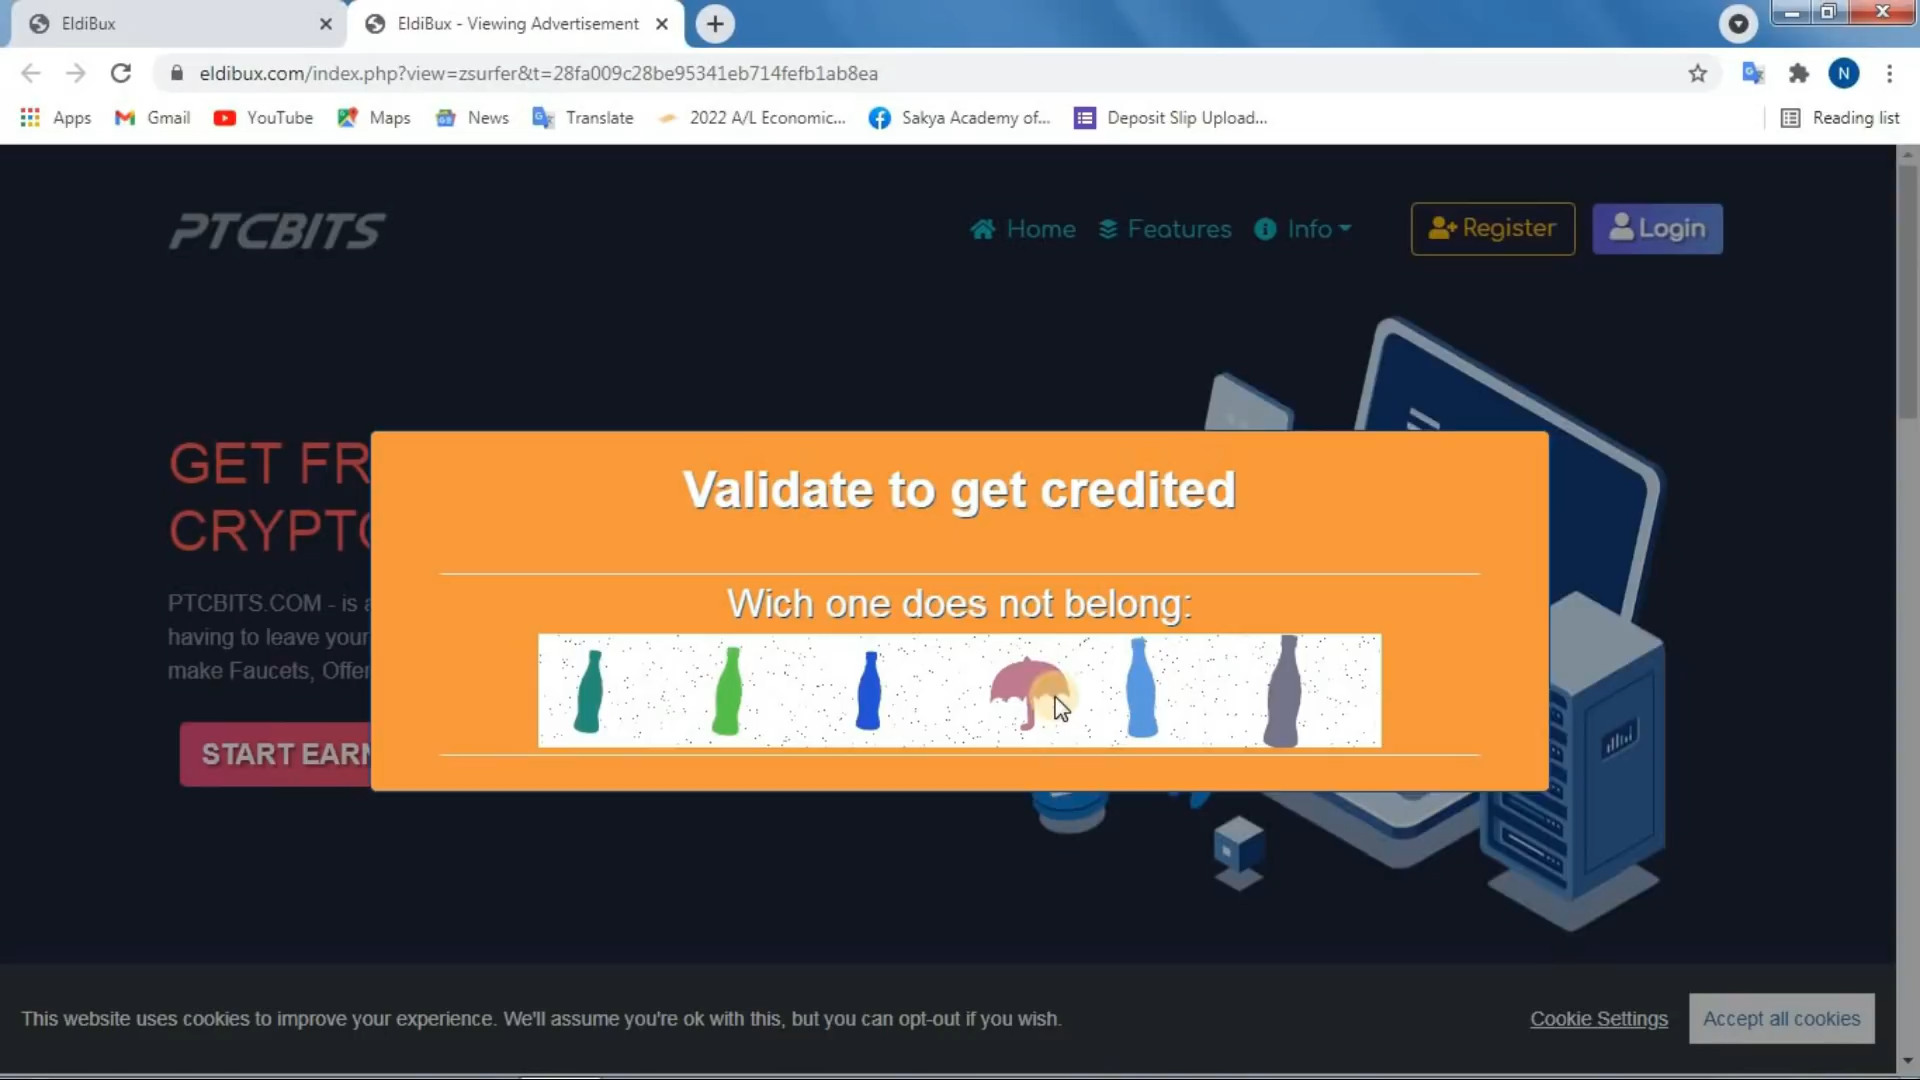 EldiBux
EldiBux - Viewing Advertisement
eldibux.com/index.php?view=zsurfer&t=28fa009c28be95341eb714fefb1ab8ea
N
Apps
Gmail
YouTube
Maps
News
Translate
2022 A/L Economic...
Sakya Academy of...
Deposit Slip Upload...
Reading list
PTCBITS
Home
Features
Info
Register
Login
GET FR
CRYPTO
PTCBITS.COM - is a
having to leave your
make Faucets, Offer
START EARN
Validate to get credited
Wich one does not belong:
This website uses cookies to improve your experience. We'll assume you're ok with this, but you can opt-out if you wish.
Cookie Settings
Accept all cookies